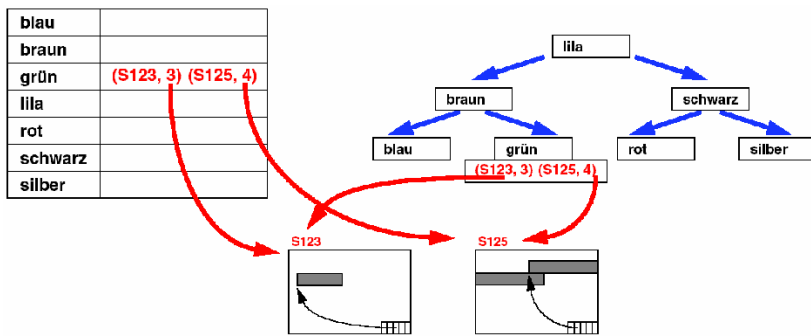 blau
braun
grün (S123, 3) (S125, 4)
lila
rot
schwarz
silber
lila
braun schwarz
blau grün rot silber
(S123, 3) (S125, 4)
S123 S125